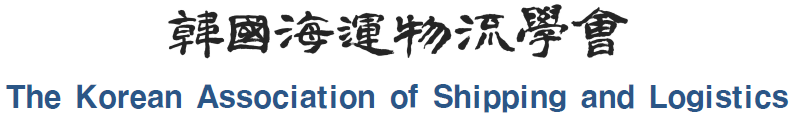 韓國海運物流學會
The Korean Association of Shipping and Logistics